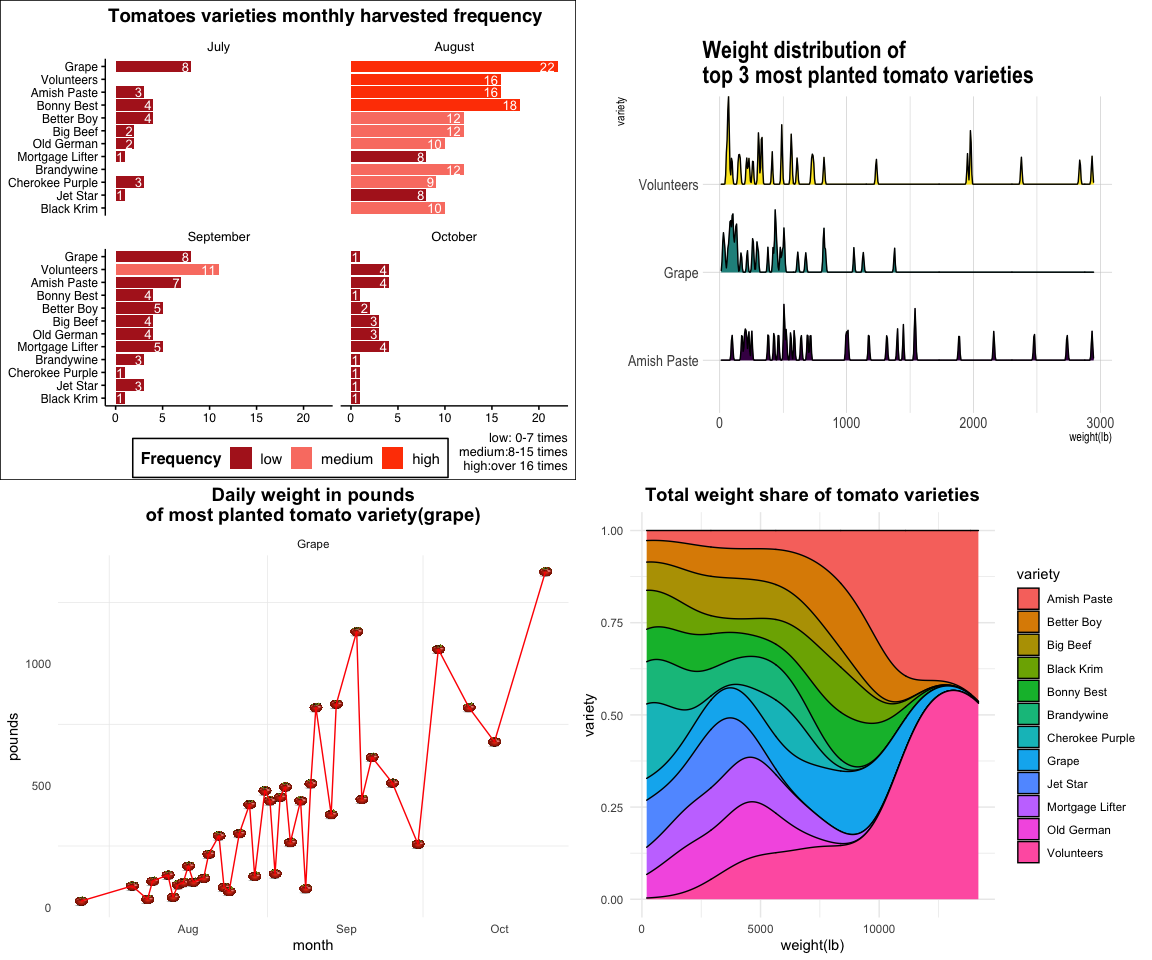 Tomatoes varieties monthly harvested frequency
July
August
Grape 8 22
Volunteers 16
Amish Paste 3 16
Bonny Best 4 18
Better Boy 4 12
Big Beef 2 12
Old German 2 10
Mortgage Lifter 1 8
Brandywine 12
Cherokee Purple 3 9
Jet Star 1 8
Black Krim 10
September
October
Grape 8 1
Volunteers 11 4
Amish Paste 7 4
Bonny Best 4 1
Better Boy 5 2
Big Beef 4 3
Old German 4 3
Mortgage Lifter 5 4
Brandywine 3 1
Cherokee Purple 1 1
Jet Star 3 1
Black Krim 1 1
0 5 10 15 20 0 5 10 15 20
Frequency low medium high
low: 0-7 times
medium:8-15 times
high:over 16 times
Weight distribution of
top 3 most planted tomato varieties
variety
Volunteers
Grape
Amish Paste
0 1000 2000 3000
weight(lb)
Daily weight in pounds
of most planted tomato variety(grape)
Grape
pounds
1000
500
0
Aug Sep Oct
month
Total weight share of tomato varieties
variety
1.00
0.75
0.50
0.25
0.00
0 5000 10000
weight(lb)
variety
Amish Paste
Better Boy
Big Beef
Black Krim
Bonny Best
Brandywine
Cherokee Purple
Grape
Jet Star
Mortgage Lifter
Old German
Volunteers